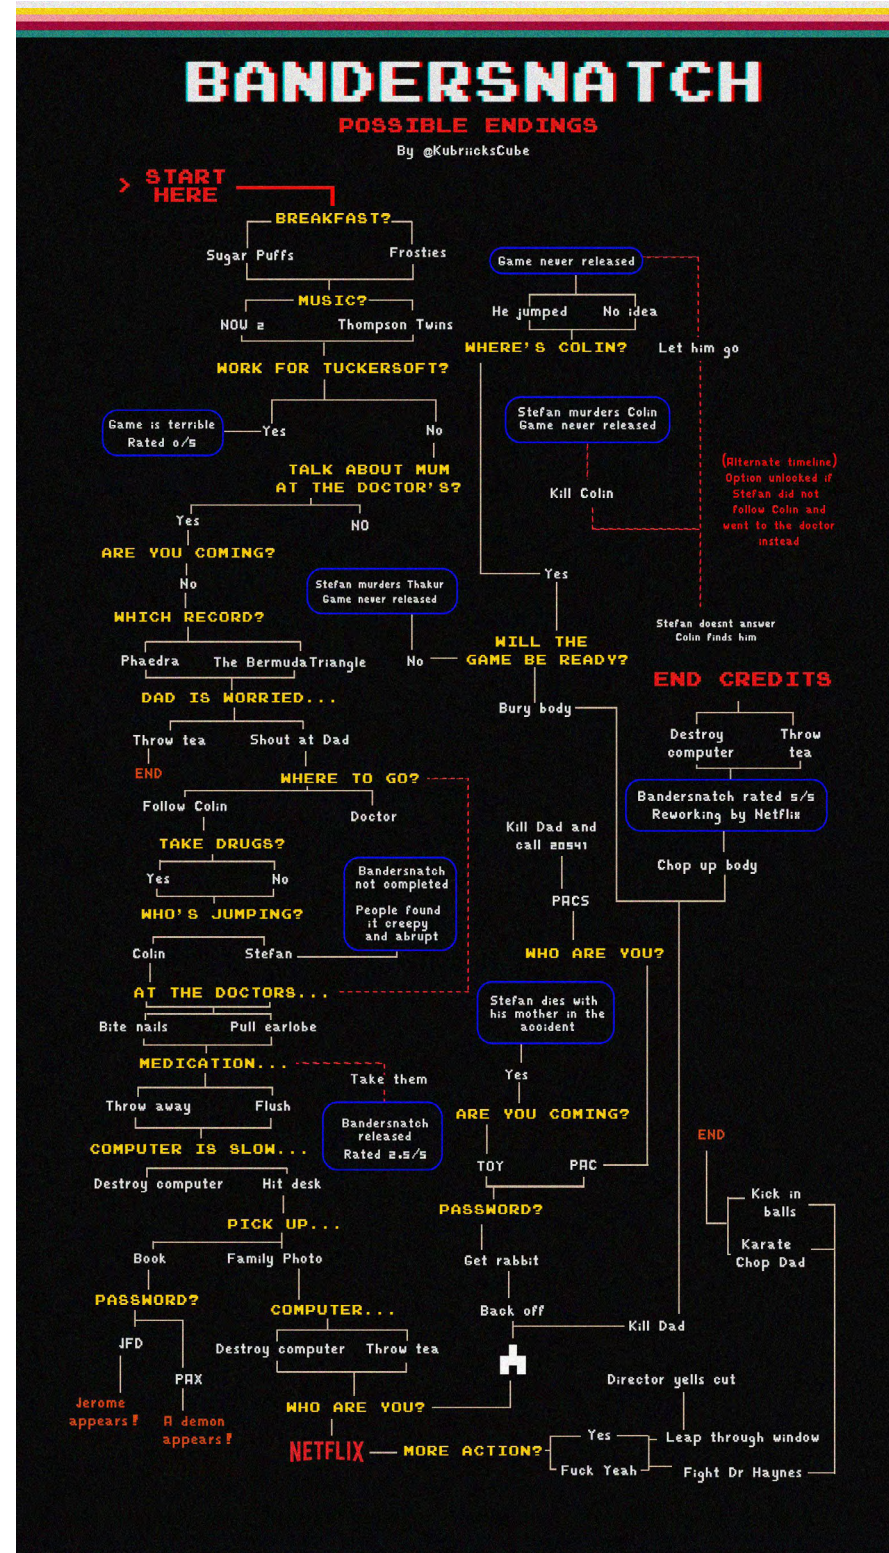 BANDERSNATCH
POSSIBLE ENDINGS
By @KubriicksCube
> START
HERE
BREAKFAST?
Sugar Puffs
Frosties
MUSIC?
NOW 2
Thompson Twins
WORK FOR TUCKERSOFT?
Game is terrible
Rated 0/5
Yes
No
TALK ABOUT MUM
AT THE DOCTOR'S?
Yes
NO
ARE YOU COMING?
No
WHICH RECORD?
Phaedra
The BermudaTriangle
DAD IS WORRIED...
Throw tea
Shout at Dad
END
WHERE TO GO?
Follow Colin
Doctor
TAKE DRUGS?
Yes
No
WHO'S JUMPING?
Bandersnatch
not completed
People found
it creepy
and abrupt
Colin
Stefan
AT THE DOCTORS...
Bite nails
Pull earlobe
MEDICATION...
Take them
Throw away
Flush
Bandersnatch
released
Rated 2.5/5
COMPUTER IS SLOW...
Destroy computer
Hit desk
PICK UP...
Book
Family Photo
PASSWORD?
JFD
PAX
Jerome
appears!
A demon
appears!
COMPUTER...
Destroy computer
Throw tea
WHO ARE YOU?
NETFLIX
MORE ACTION?
Yes
Fuck Yeah
Leap through window
Fight Dr Haynes
Director yells cut
Kick in
balls
Karate
Chop Dad
END
Game never released
He jumped
No idea
WHERE'S COLIN?
Let him go
Stefan murders Colin
Game never released
Kill Colin
(Alternate timeline)
Option unlocked if
Stefan did not
follow Colin and
went to the doctor
instead
Yes
Stefan murders Thakur
Game never released
No
WILL THE
GAME BE READY?
Bury body
Stefan doesnt answer
Colin finds him
END CREDITS
Destroy
computer
Throw
tea
Bandersnatch rated 5/5
Reworking by Netflix
Chop up body
Kill Dad and
call 20541
PACS
WHO ARE YOU?
Stefan dies with
his mother in the
accident
Yes
ARE YOU COMING?
TOY
PAC
PASSWORD?
Get rabbit
Back off
Kill Dad